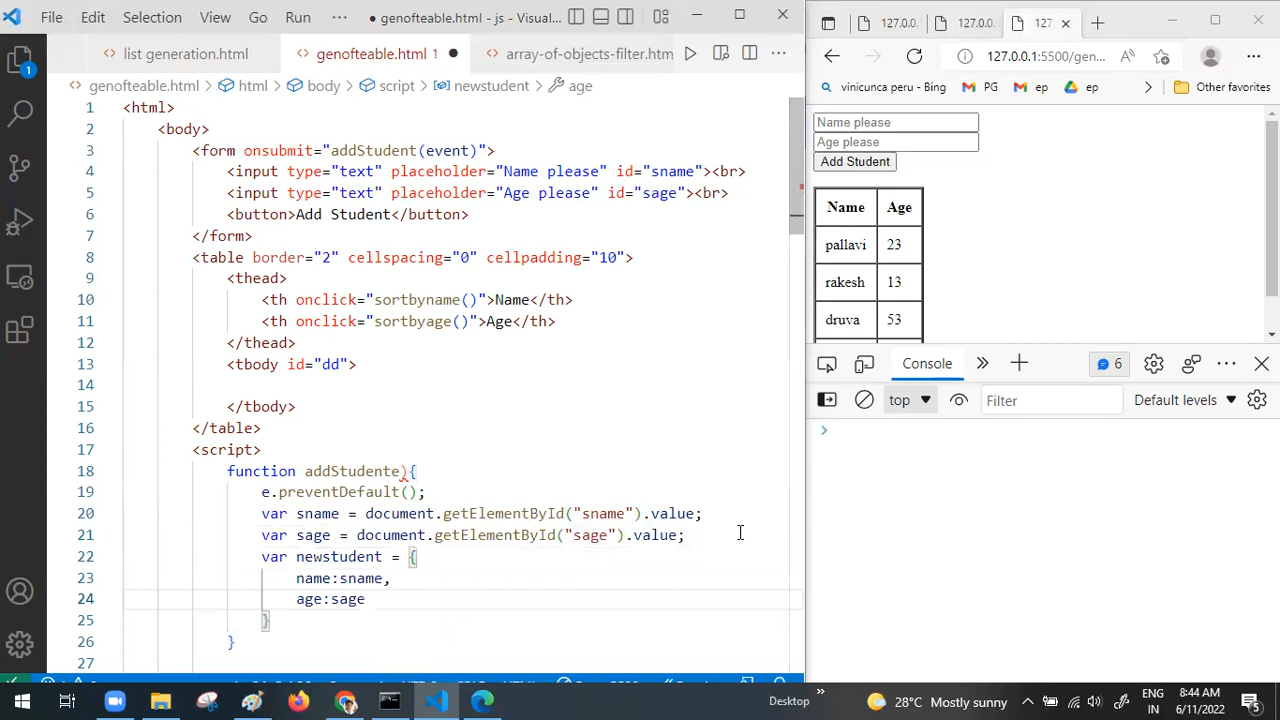 File Edit Selection View Go Run ··· ● genofteable.html - js - Visual...
list generation.html genofteable.html 1 ● array-of-objects-filter.htm
genofteable.html > html > body > script > newstudent > age
1 <html>
2 <body>
3 <form onsubmit="addStudent(event)">
4 <input type="text" placeholder="Name please" id="sname"><br>
5 <input type="text" placeholder="Age please" id="sage"><br>
6 <button>Add Student</button>
7 </form>
8 <table border="2" cellspacing="0" cellpadding="10">
9 <thead>
10 <th onclick="sortbyname()">Name</th>
11 <th onclick="sortbyage()">Age</th>
12 </thead>
13 <tbody id="dd">
14
15 </tbody>
16 </table>
17 <script>
18 function addStudente){
19 e.preventDefault();
20 var sname = document.getElementById("sname").value;
21 var sage = document.getElementById("sage").value;
22 var newstudent = {
23 name:sname,
24 age:sage
25 }
26 }
27
1
127.0.0. 127.0.0. 127
127.0.0.1:5500/gen...
vinicunca peru - Bing PG ep ep Other favorites
Name please
Age please
Add Student
Name Age
pallavi 23
rakesh 13
druva 53
Console 6
top Filter Default levels
Desktop 28°C Mostly sunny ENG IN 8:44 AM 6/11/2022 5